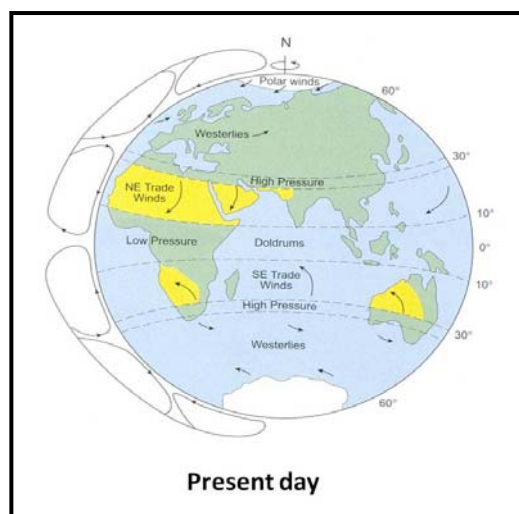 N
Polar winds
60°
Westerlies
30°
High Pressure
NE Trade
Winds
10°
Low Pressure
Doldrums
0°
SE Trade
Winds
10°
High Pressure
30°
Westerlies
60°
Present day